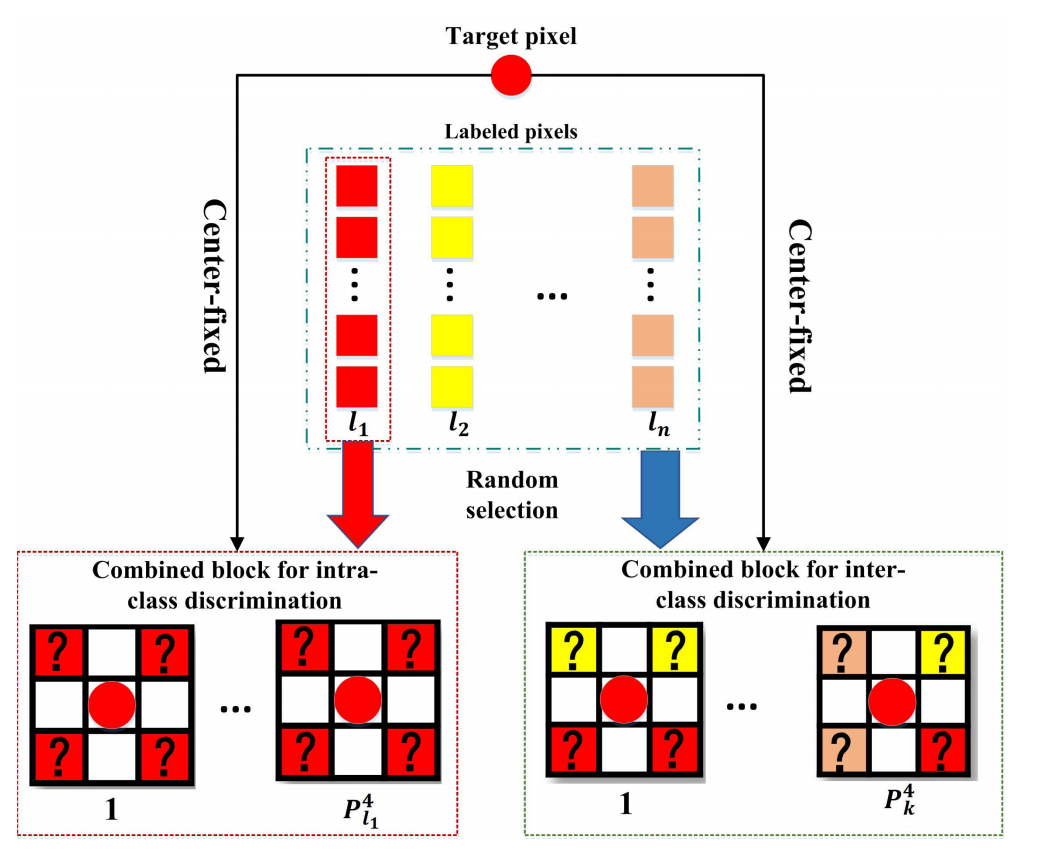 Target pixel
Labeled pixels
Center-fixed
Center-fixed
⋮ ⋮ ... ⋮
l₁ l₂ lₙ
Random
selection
Combined block for intra-
class discrimination
? ? ? ?
? ? ? ?
...
1
P⁴ₗ₁
Combined block for inter-
class discrimination
? ? ? ?
? ? ? ?
...
1
P⁴ₖ